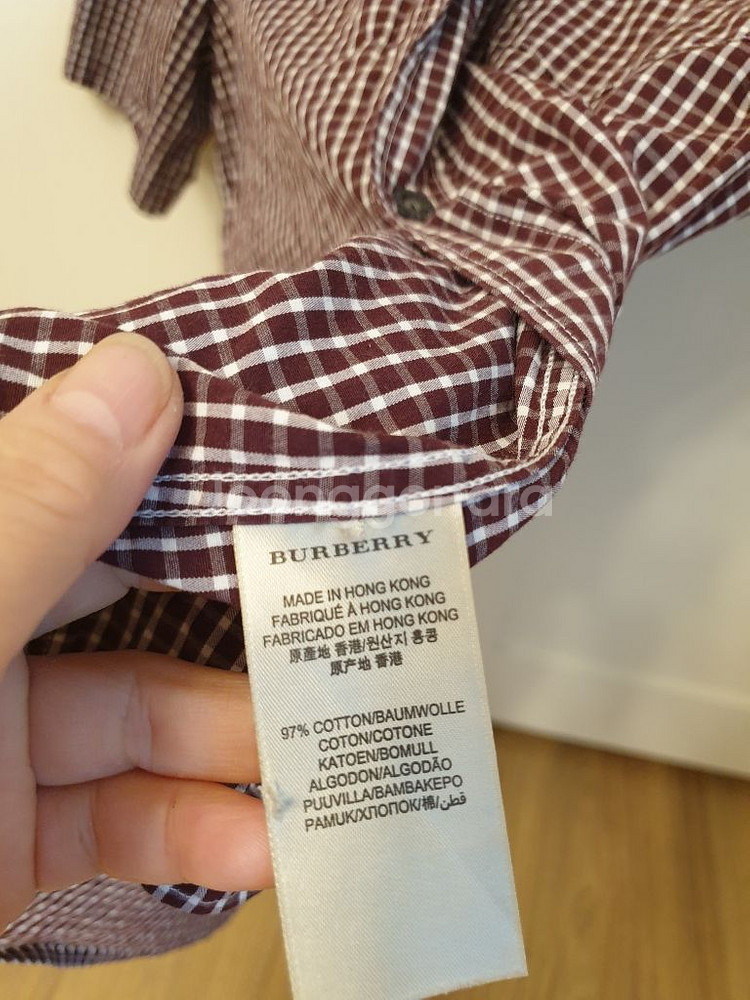 joonggonara
BURBERRY
MADE IN HONG KONG
FABRIQUÉ À HONG KONG
FABRICADO EM HONG KONG
原產地 香港/원산지 홍콩
原产地 香港
97% COTTON/BAUMWOLLE
COTON/COTONE
KATOEN/BOMULL
ALGODON/ALGODÃO
PUUVILLA/ΒΑΜΒΑΚΕΡΟ
PAMUK/ХЛОПОК/棉/قطن